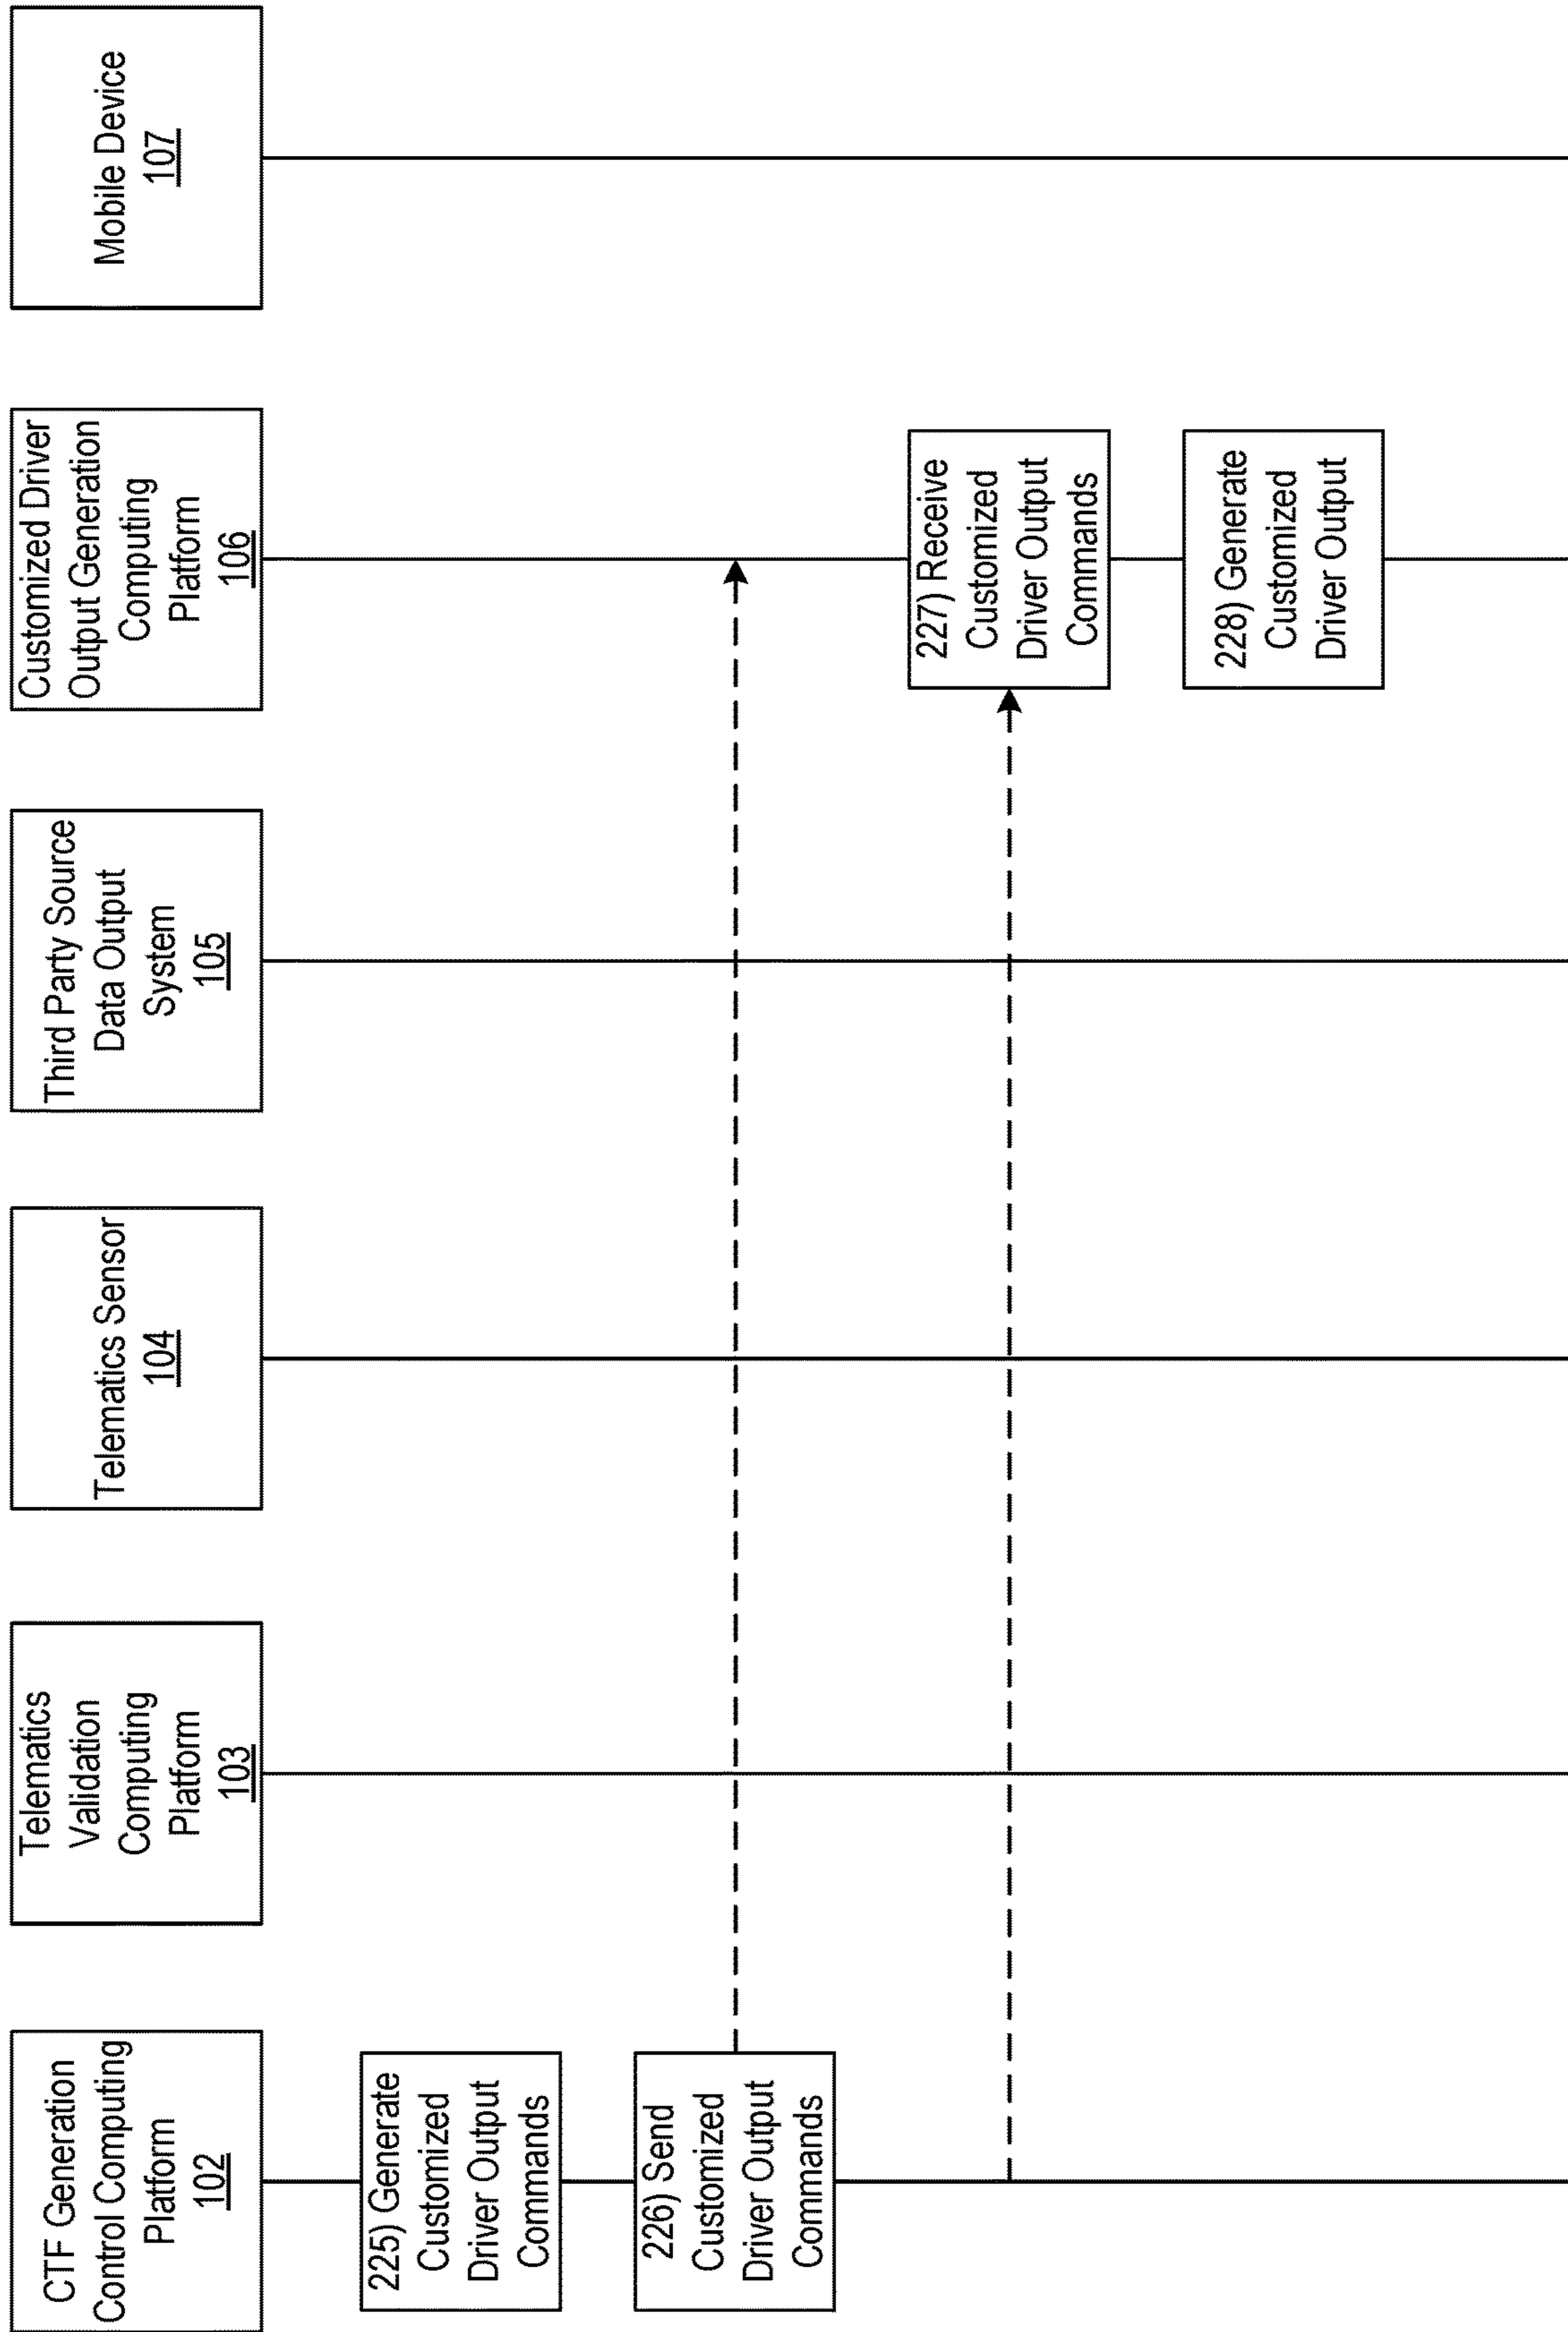 CTF Generation
Control Computing
Platform
102
Telematics
Validation
Computing
Platform
103
Telematics Sensor
104
Third Party Source
Data Output
System
105
Customized Driver
Output Generation
Computing
Platform
106
Mobile Device
107
225) Generate
Customized
Driver Output
Commands
226) Send
Customized
Driver Output
Commands
227) Receive
Customized
Driver Output
Commands
228) Generate
Customized
Driver Output